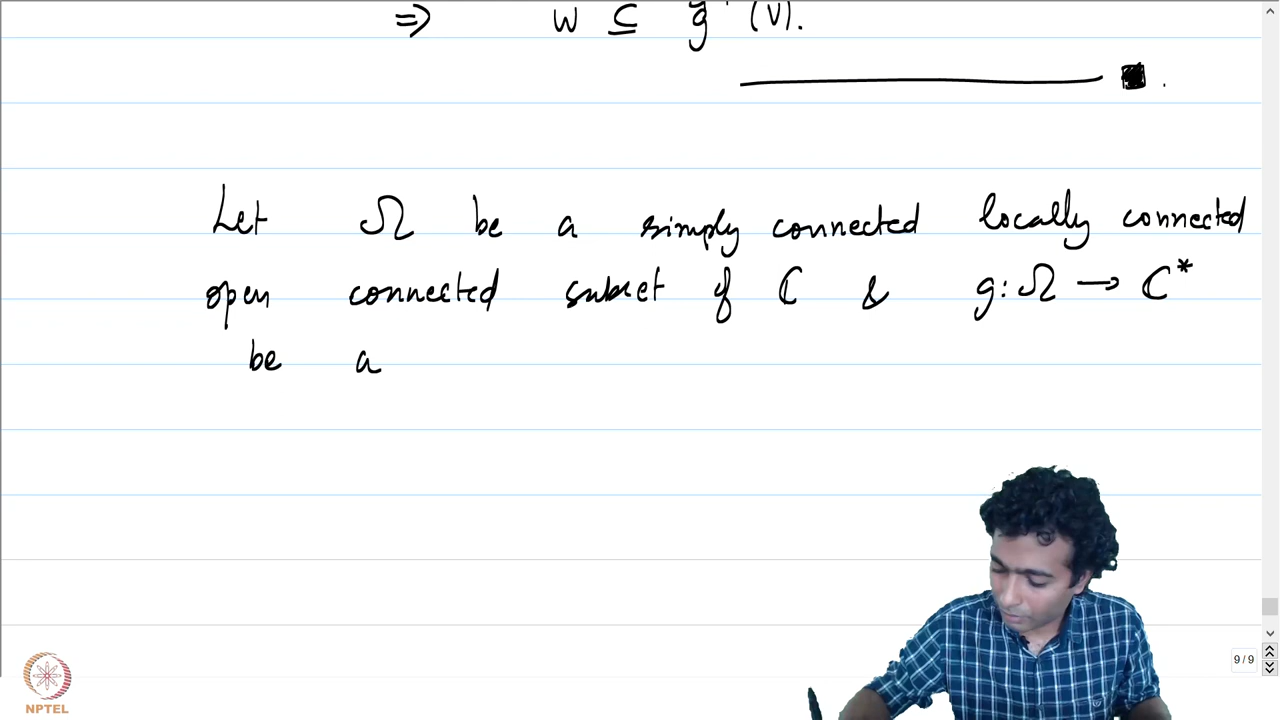 ⇒ W ⊆ g̃⁻¹(V).
Let Ω be a simply connected locally connected
open connected subset of ℂ & g: Ω → ℂ*
be a
9/9
NPTEL